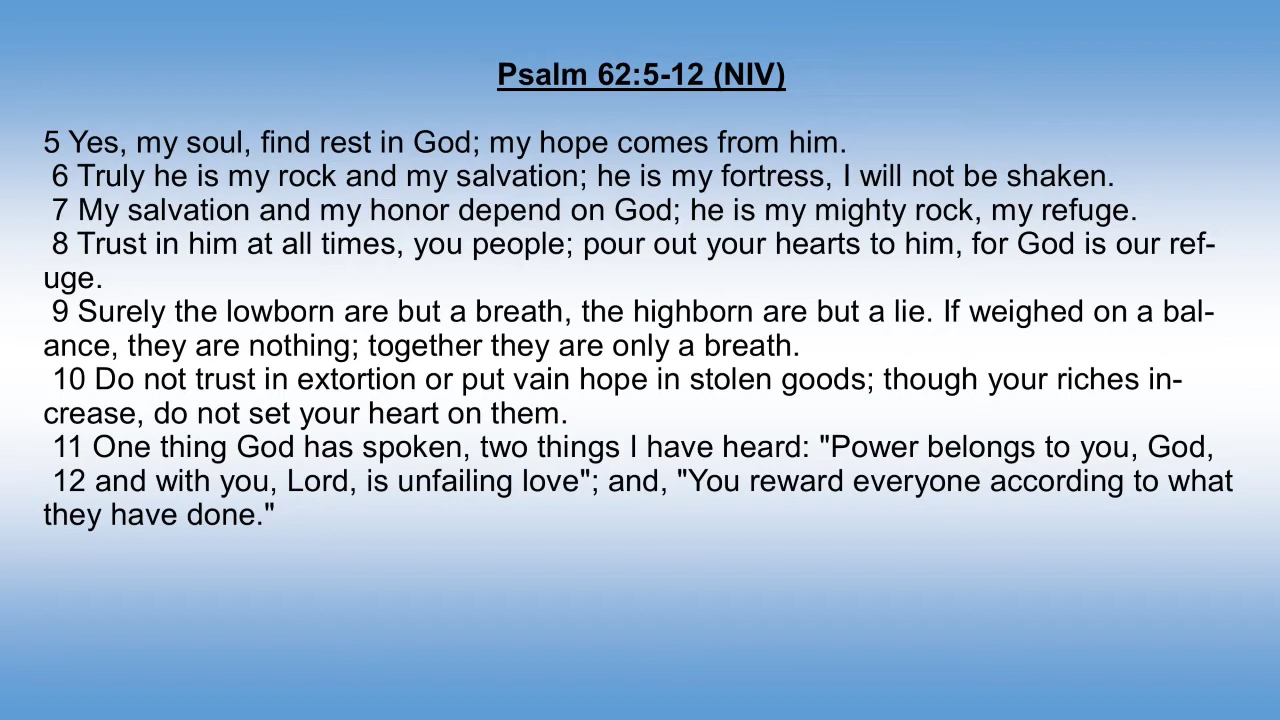 Psalm 62:5-12 (NIV)
5 Yes, my soul, find rest in God; my hope comes from him.
6 Truly he is my rock and my salvation; he is my fortress, I will not be shaken.
7 My salvation and my honor depend on God; he is my mighty rock, my refuge.
8 Trust in him at all times, you people; pour out your hearts to him, for God is our ref-
uge.
9 Surely the lowborn are but a breath, the highborn are but a lie. If weighed on a bal-
ance, they are nothing; together they are only a breath.
10 Do not trust in extortion or put vain hope in stolen goods; though your riches in-
crease, do not set your heart on them.
11 One thing God has spoken, two things I have heard: "Power belongs to you, God,
12 and with you, Lord, is unfailing love"; and, "You reward everyone according to what
they have done."